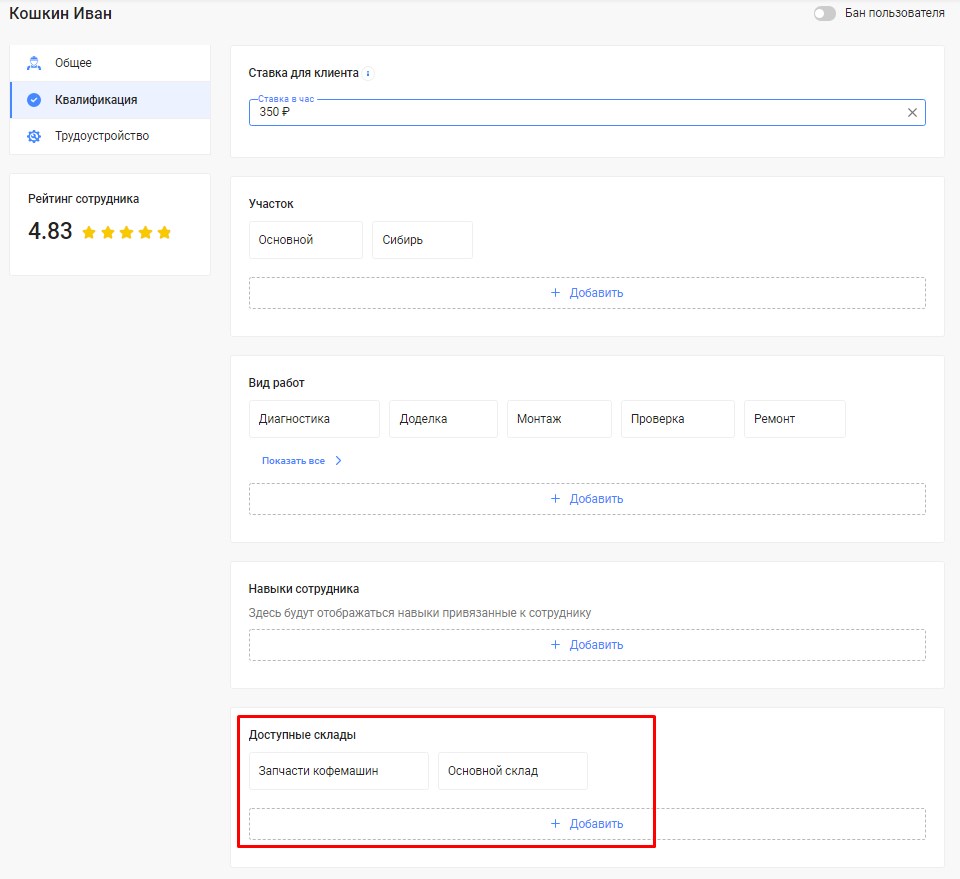 Кошкин Иван
Бан пользователя
Общее
Квалификация
Трудоустройство
Рейтинг сотрудника
4.83
Ставка для клиента
Ставка в час
350 ₽
Участок
Основной Сибирь
+ Добавить
Вид работ
Диагностика Доделка Монтаж Проверка Ремонт
Показать все
+ Добавить
Навыки сотрудника
Здесь будут отображаться навыки привязанные к сотруднику
+ Добавить
Доступные склады
Запчасти кофемашин Основной склад
+ Добавить